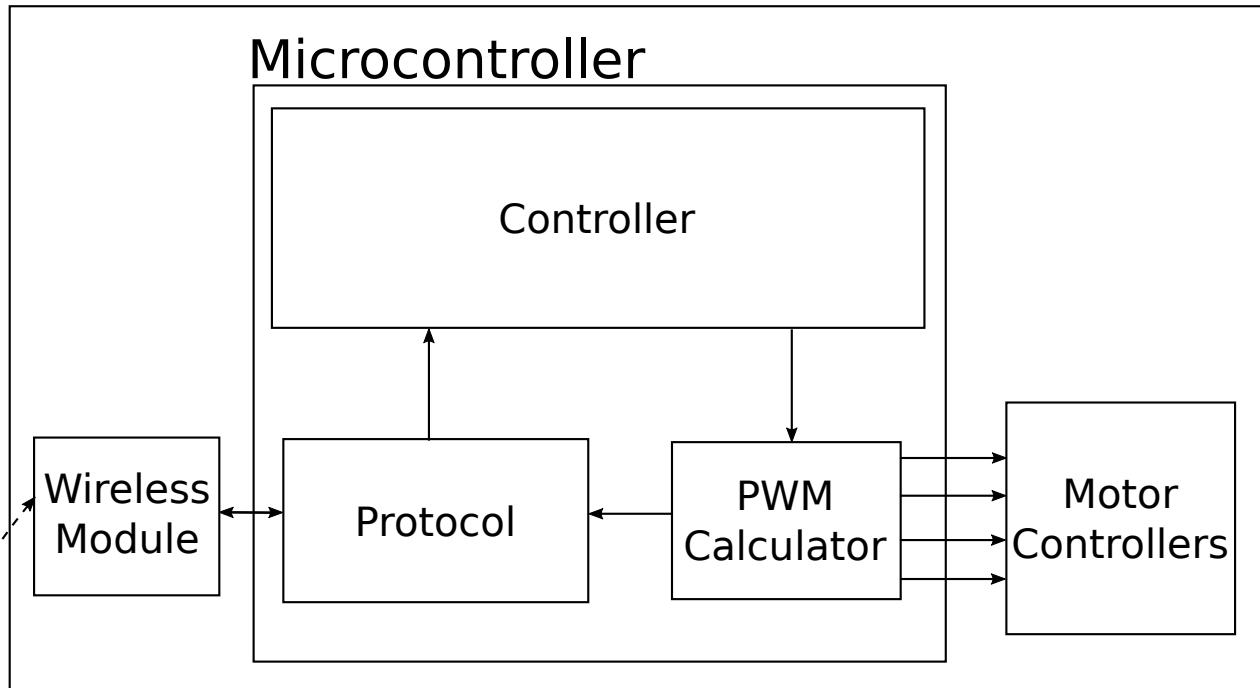 Microcontroller
Controller
Wireless
Module
Protocol
PWM
Calculator
Motor
Controllers